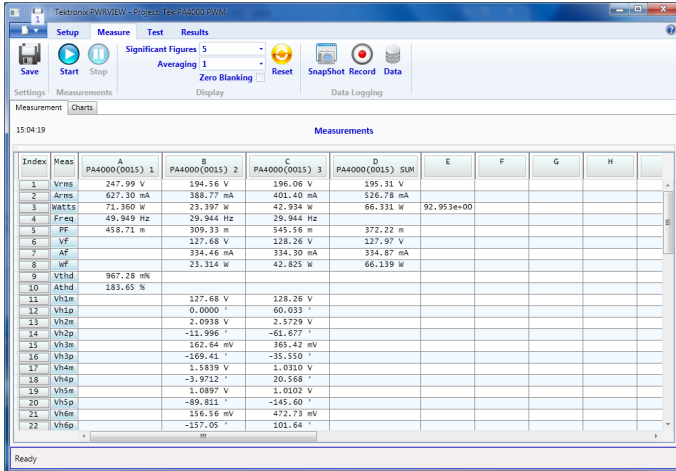 Tektronix PWRVIEW - Project-Tek-PA4000 PWM
1
Setup Measure Test Results
Significant Figures 5
Averaging 1
Zero Blanking
Save Start Stop Reset SnapShot Record Data
Settings Measurements Display Data Logging
Measurement Charts
15:04:19 Measurements
Index Meas A B C D E F G H
PA4000(0015) 1 PA4000(0015) 2 PA4000(0015) 3 PA4000(0015) SUM
1 Vrms 247.99 V 194.56 V 196.06 V 195.31 V
2 Arms 627.30 mA 388.77 mA 401.40 mA 526.78 mA
3 Watts 71.360 W 23.397 W 42.934 W 66.331 W 92.953e+00
4 Freq 49.949 Hz 29.944 Hz 29.944 Hz
5 PF 458.71 m 309.33 m 545.56 m 372.22 m
6 Vf 127.68 V 128.26 V 127.97 V
7 Af 334.46 mA 334.30 mA 334.87 mA
8 Wf 23.314 W 42.825 W 66.139 W
9 Vthd 967.28 m%
10 Athd 183.65 %
11 Vh1m 127.68 V 128.26 V
12 Vh1p 0.0000 ' 60.033 '
13 Vh2m 2.0938 V 2.5729 V
14 Vh2p -11.996 ' -61.677 '
15 Vh3m 162.64 mV 365.42 mV
16 Vh3p -169.41 ' -35.550 '
17 Vh4m 1.5839 V 1.0310 V
18 Vh4p -3.9712 ' 20.568 '
19 Vh5m 1.0897 V 1.0102 V
20 Vh5p -89.811 ' -145.60 '
21 Vh6m 156.56 mV 472.73 mV
22 Vh6p -157.05 ' 101.64 '
Ready